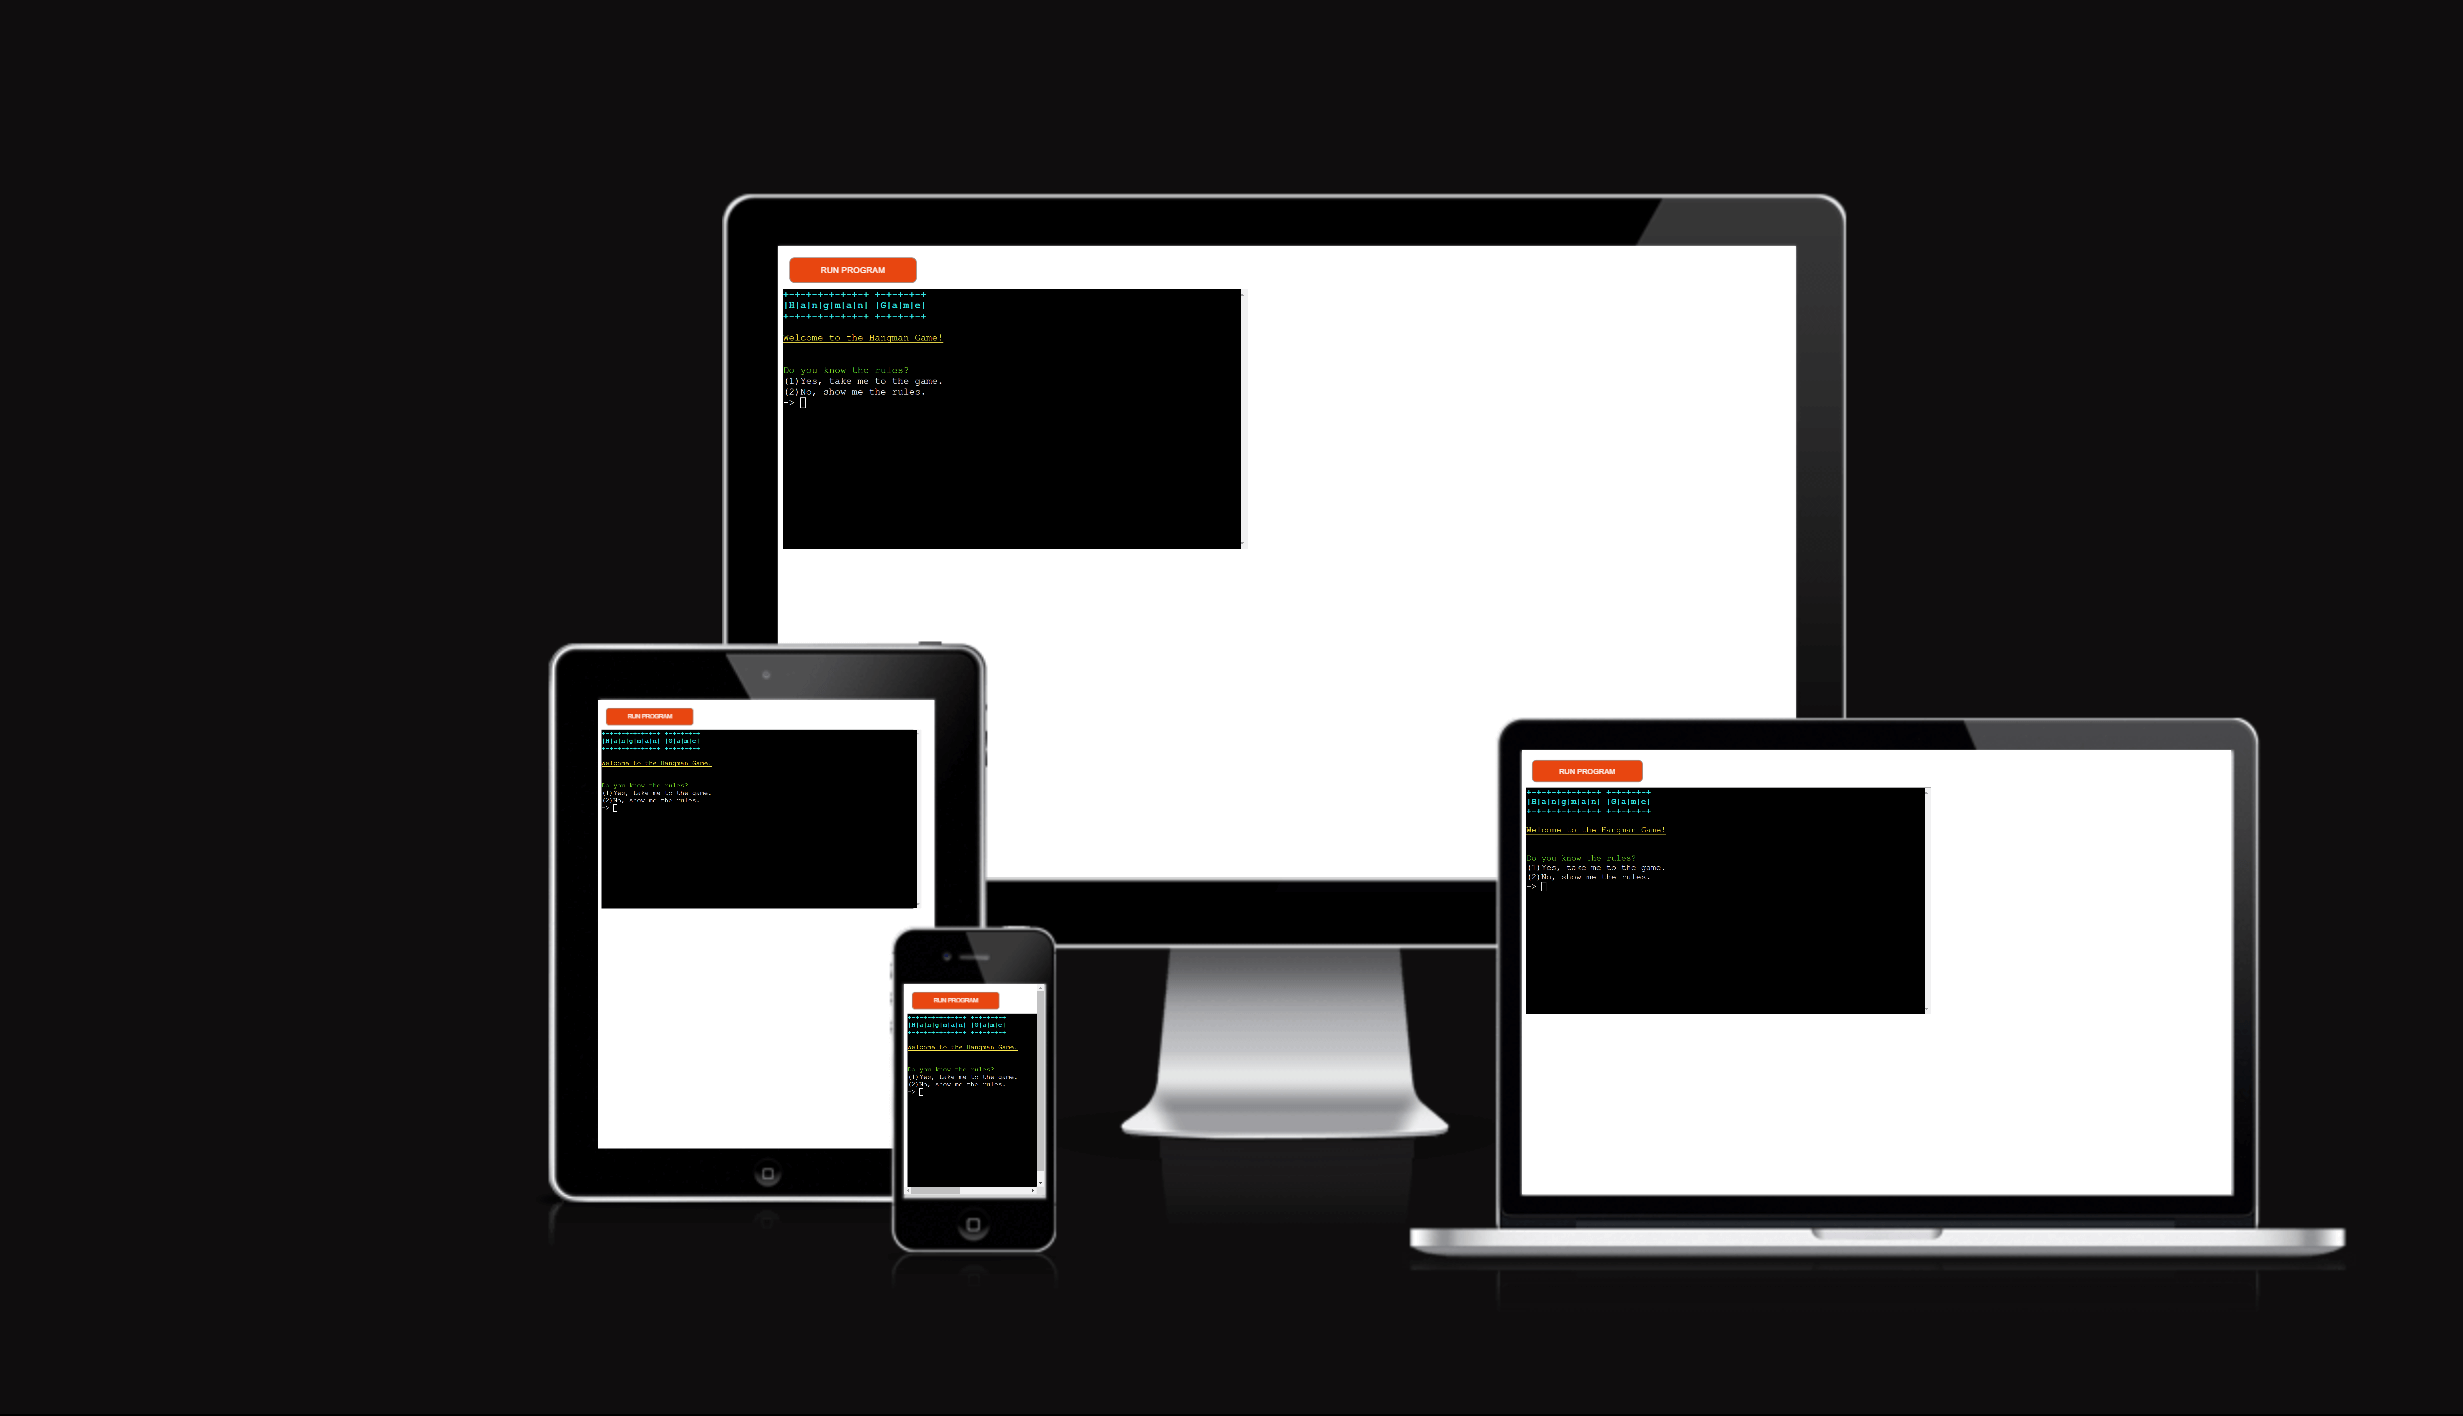 RUN PROGRAM
+-+-+-+-+-+-+-+ +-+-+-+-+
|H|a|n|g|m|a|n| |G|a|m|e|
+-+-+-+-+-+-+-+ +-+-+-+-+
Welcome to the Hangman Game!
Do you know the rules?
(1)Yes, take me to the game.
(2)No, show me the rules.
->
RUN PROGRAM
+-+-+-+-+-+-+-+ +-+-+-+-+
|H|a|n|g|m|a|n| |G|a|m|e|
+-+-+-+-+-+-+-+ +-+-+-+-+
Welcome to the Hangman Game!
Do you know the rules?
(1)Yes, take me to the game.
(2)No, show me the rules.
->
RUN PROGRAM
+-+-+-+-+-+-+-+ +-+-+-+-+
|H|a|n|g|m|a|n| |G|a|m|e|
+-+-+-+-+-+-+-+ +-+-+-+-+
Welcome to the Hangman Game!
Do you know the rules?
(1)Yes, take me to the game.
(2)No, show me the rules.
->
RUN PROGRAM
+-+-+-+-+-+-+-+ +-+-+-+-+
|H|a|n|g|m|a|n| |G|a|m|e|
+-+-+-+-+-+-+-+ +-+-+-+-+
Welcome to the Hangman Game!
Do you know the rules?
(1)Yes, take me to the game.
(2)No, show me the rules.
->